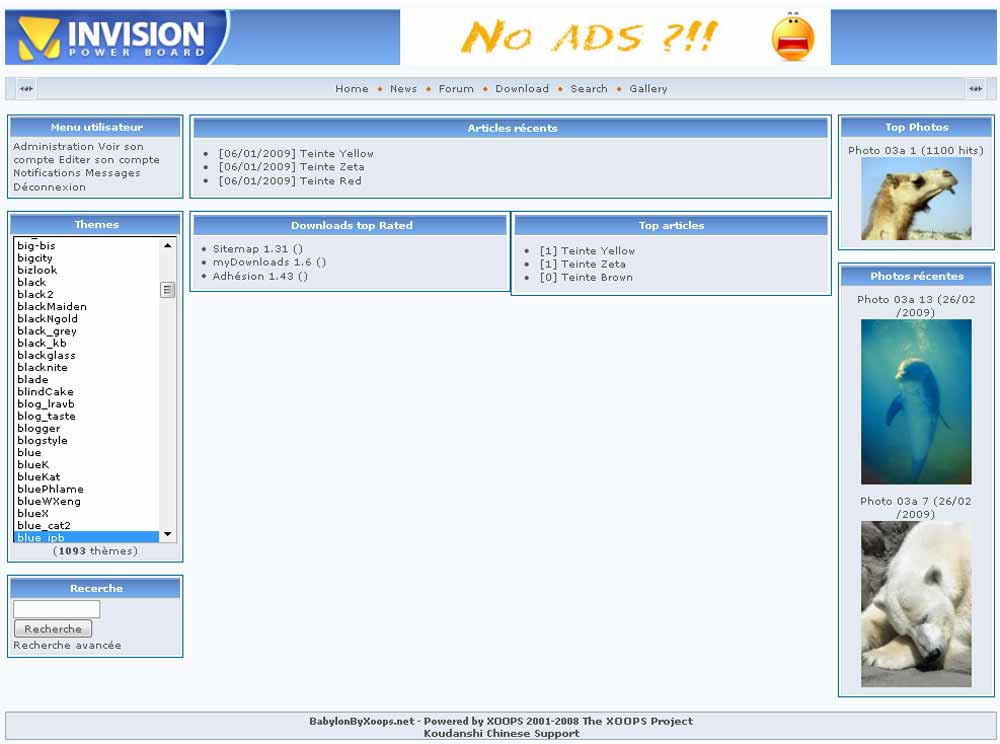 INVISION
POWER BOARD
No ADS ?!!
Home • News • Forum • Download • Search • Gallery
Menu utilisateur
Administration Voir son
compte Editer son compte
Notifications Messages
Déconnexion
Themes
big-bis
bigcity
bizlook
black
black2
blackMaiden
blackNgold
black_grey
black_kb
blackglass
blacknite
blade
blindCake
blog_lravb
blog_taste
blogger
blogstyle
blue
blueK
blueKat
bluePhlame
blueWXeng
blueX
blue_cat2
blue_ipb
(1093 thèmes)
Recerche
Recherche
Recherche avancée
Articles récents
• [06/01/2009] Teinte Yellow
• [06/01/2009] Teinte Zeta
• [06/01/2009] Teinte Red
Downloads top Rated
• Sitemap 1.31 ()
• myDownloads 1.6 ()
• Adhésion 1.43 ()
Top articles
• [1] Teinte Yellow
• [1] Teinte Zeta
• [0] Teinte Brown
Top Photos
Photo 03a 1 (1100 hits)
Photos récentes
Photo 03a 13 (26/02
/2009)
Photo 03a 7 (26/02
/2009)
BabylonByXoops.net - Powered by XOOPS 2001-2008 The XOOPS Project
Koudanshi Chinese Support